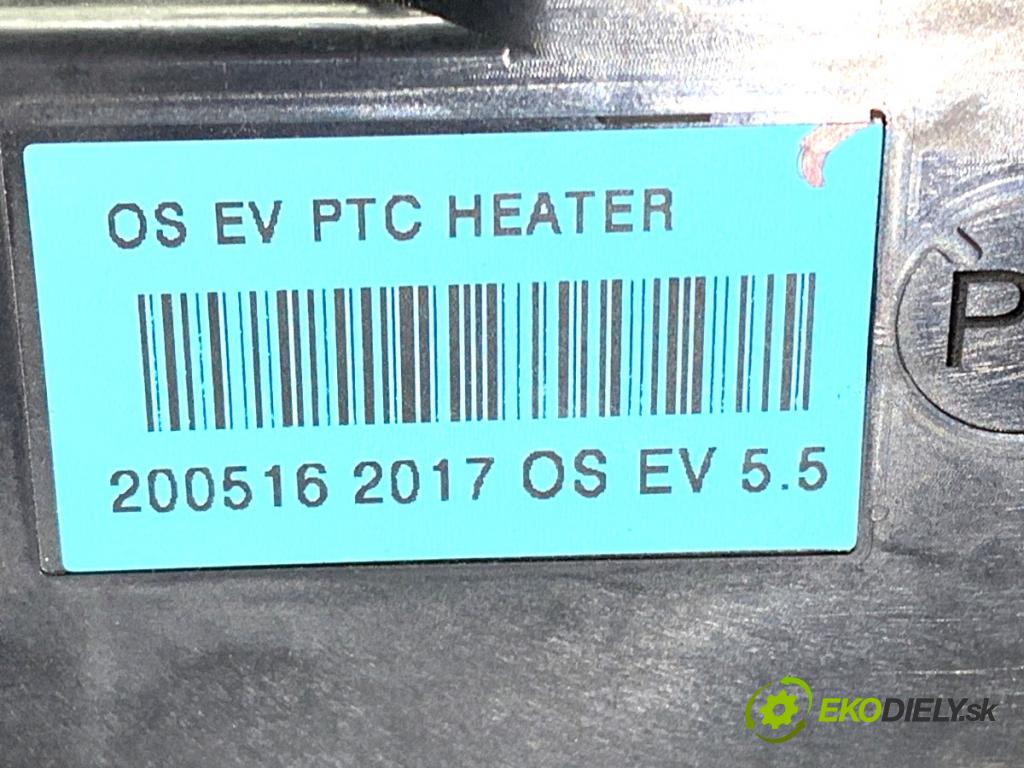 OS EV PTC HEATER
200516 2017 OS EV 5.5
P
EKODIELY.sk